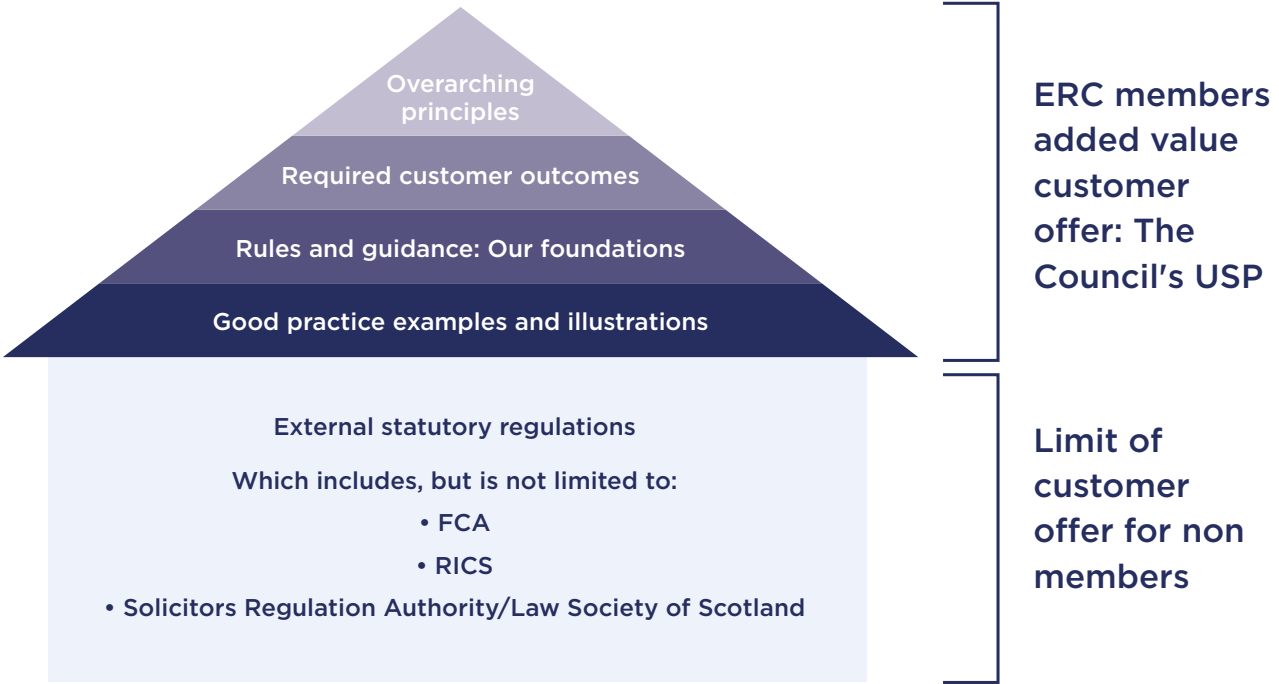 Overarching
principles
Required customer outcomes
Rules and guidance: Our foundations
Good practice examples and illustrations
ERC members
added value
customer
offer: The
Council's USP
External statutory regulations
Which includes, but is not limited to:
• FCA
• RICS
• Solicitors Regulation Authority/Law Society of Scotland
Limit of
customer
offer for non
members